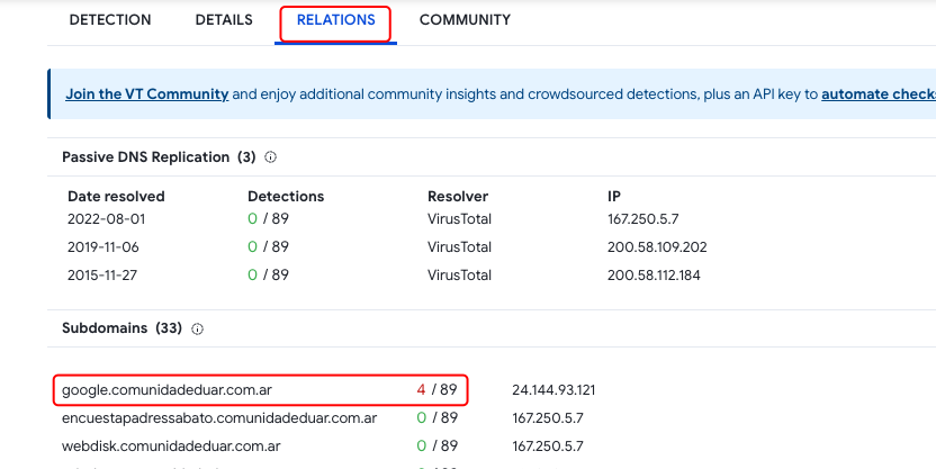 DETECTION DETAILS RELATIONS COMMUNITY
Join the VT Community and enjoy additional community insights and crowdsourced detections, plus an API key to automate checks
Passive DNS Replication (3)
Date resolved Detections Resolver IP
2022-08-01 0 / 89 VirusTotal 167.250.5.7
2019-11-06 0 / 89 VirusTotal 200.58.109.202
2015-11-27 0 / 89 VirusTotal 200.58.112.184
Subdomains (33)
google.comunidadeduar.com.ar 4 / 89 24.144.93.121
encuestapadressabato.comunidadeduar.com.ar 0 / 89 167.250.5.7
webdisk.comunidadeduar.com.ar 0 / 89 167.250.5.7